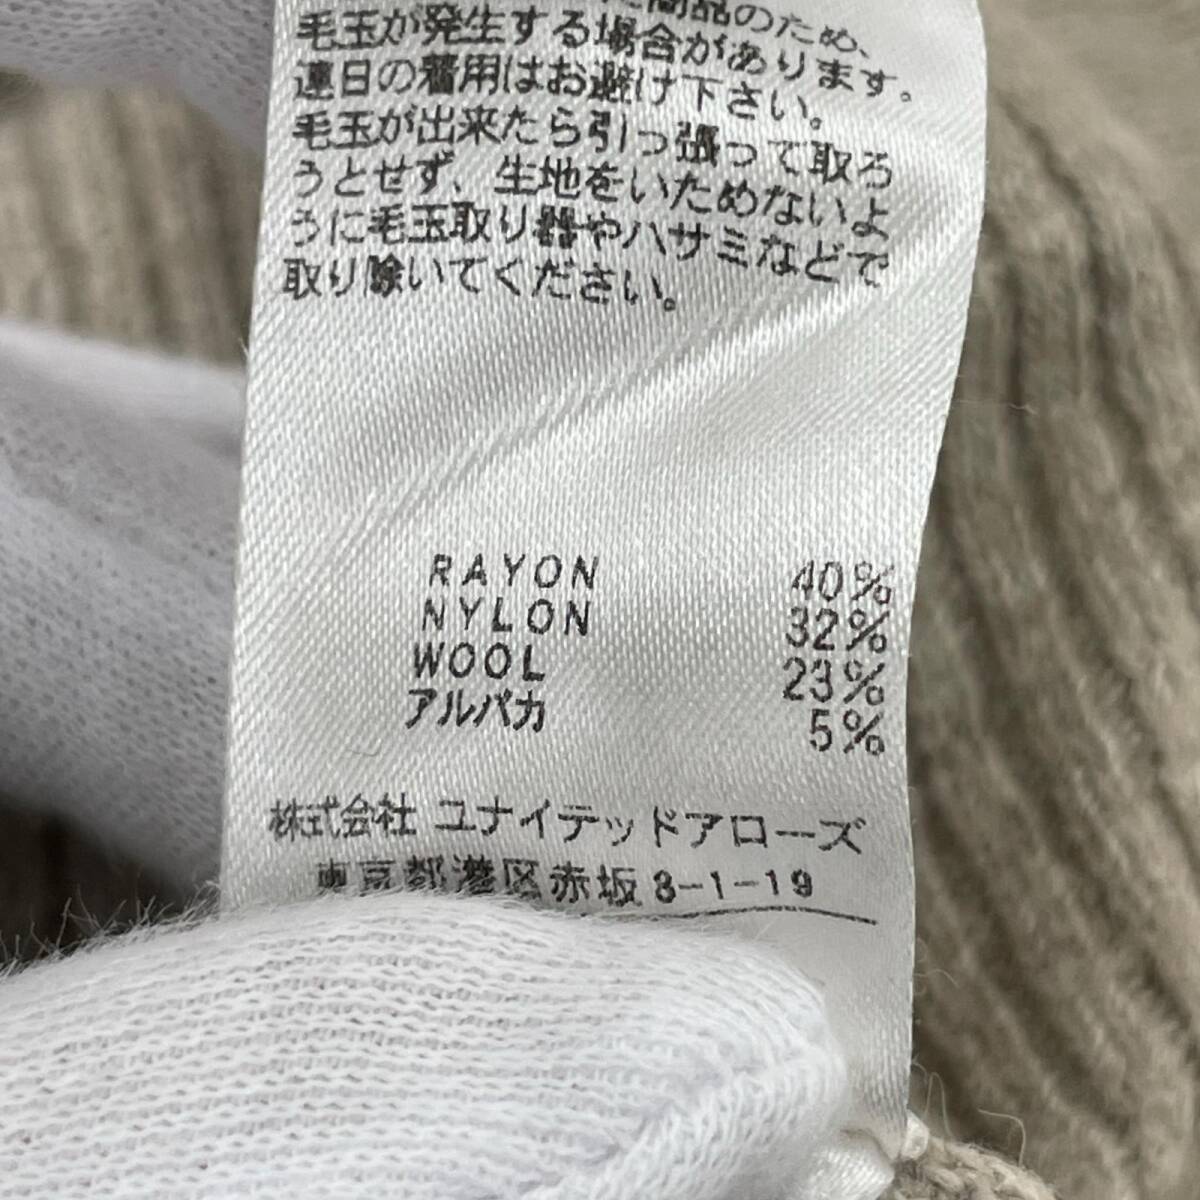 商品のため、
毛玉が発生する場合があります。
連日の着用はお避け下さい。
毛玉が出来たら引っ張って取ろ
うとせず、生地をいためないよ
うに毛玉取り器やハサミなどで
取り除いてください。
RAYON 40%
NYLON 32%
WOOL 23%
アルパカ 5%
株式会社 ユナイテッドアローズ
東京都港区赤坂8-1-19